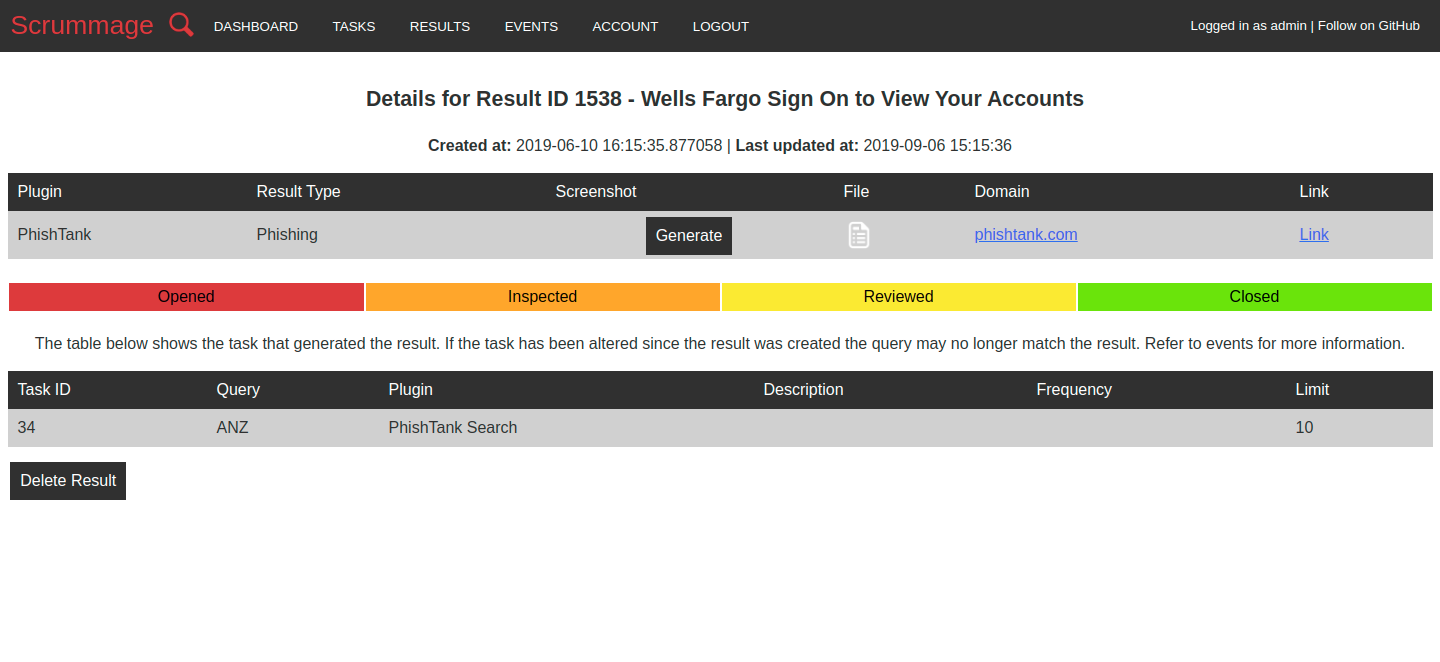 Scrummage DASHBOARD TASKS RESULTS EVENTS ACCOUNT LOGOUT Logged in as admin | Follow on GitHub
Details for Result ID 1538 - Wells Fargo Sign On to View Your Accounts
Created at: 2019-06-10 16:15:35.877058 | Last updated at: 2019-09-06 15:15:36
Plugin Result Type Screenshot File Domain Link
PhishTank Phishing Generate phishtank.com Link
Opened Inspected Reviewed Closed
The table below shows the task that generated the result. If the task has been altered since the result was created the query may no longer match the result. Refer to events for more information.
Task ID Query Plugin Description Frequency Limit
34 ANZ PhishTank Search 10
Delete Result